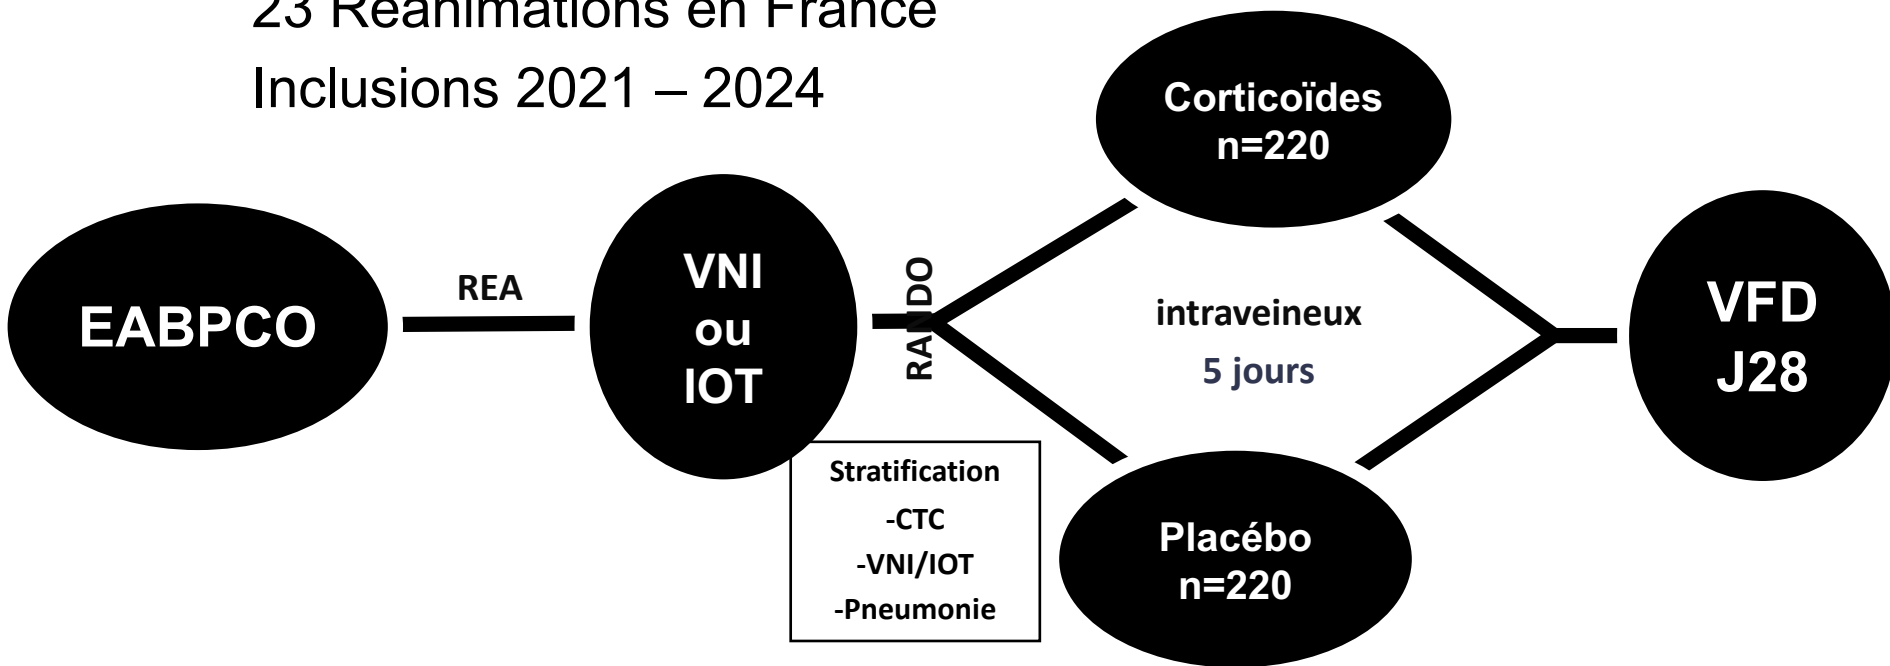 23 Réanimations en France
Inclusions 2021 – 2024
EABPCO
REA
VNI
ou
IOT
RANDO
Stratification
-CTC
-VNI/IOT
-Pneumonie
Corticoïdes
n=220
intraveineux
5 jours
Placébo
n=220
VFD
J28